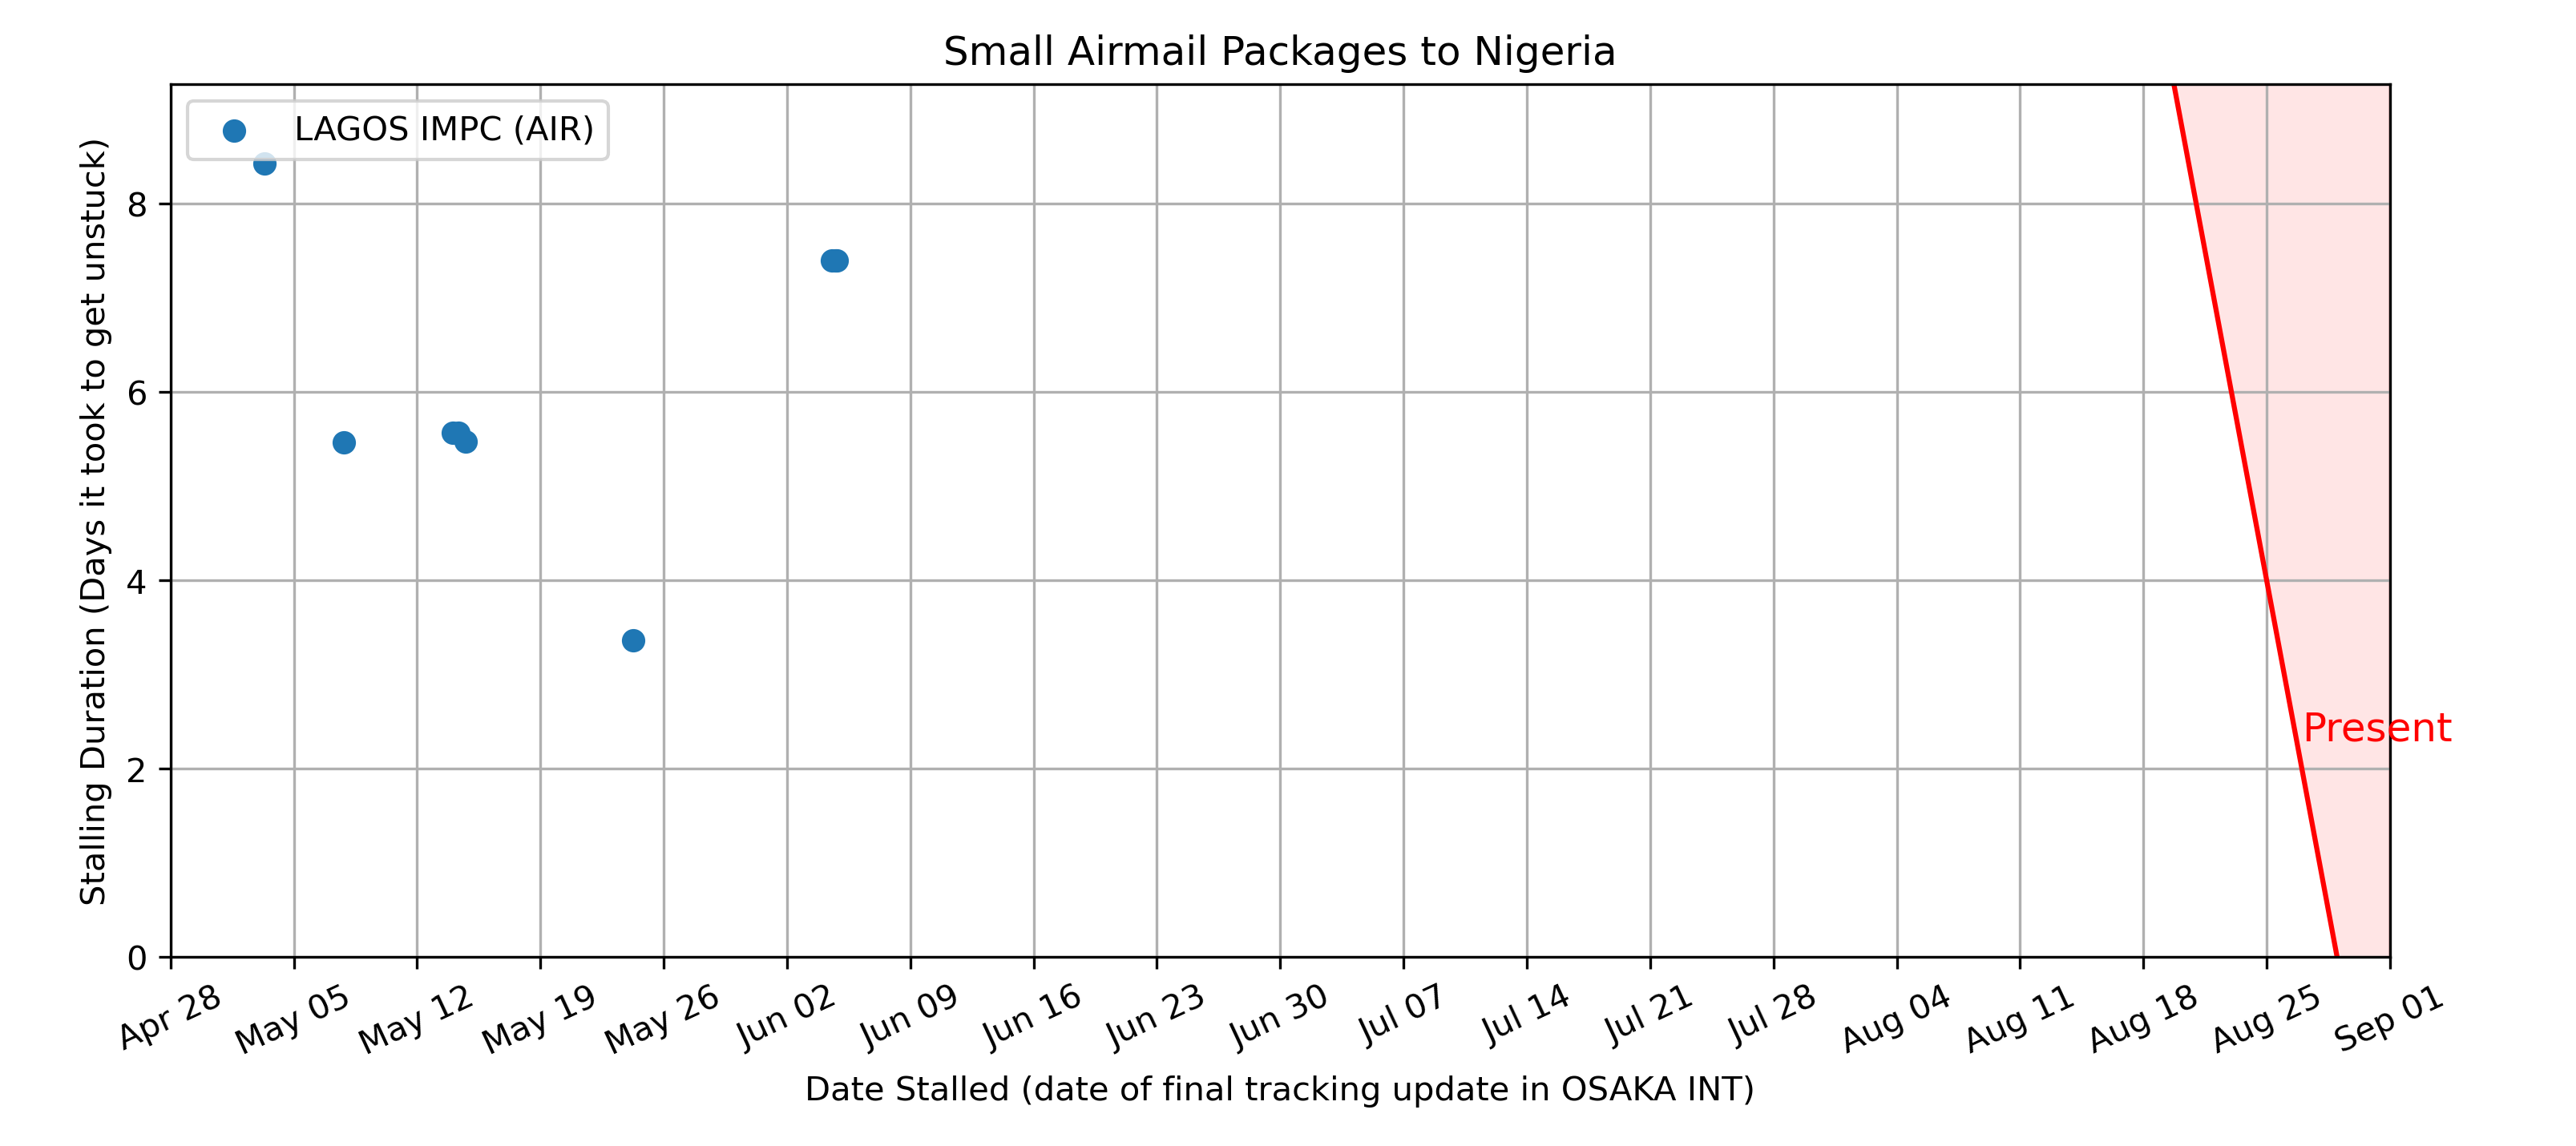 Small Airmail Packages to Nigeria
LAGOS IMPC (AIR)
Stalling Duration (Days it took to get unstuck)
8
6
4
2
0
Present
Apr 28
May 05
May 12
May 19
May 26
Jun 02
Jun 09
Jun 16
Jun 23
Jun 30
Jul 07
Jul 14
Jul 21
Jul 28
Aug 04
Aug 11
Aug 18
Aug 25
Sep 01
Date Stalled (date of final tracking update in OSAKA INT)